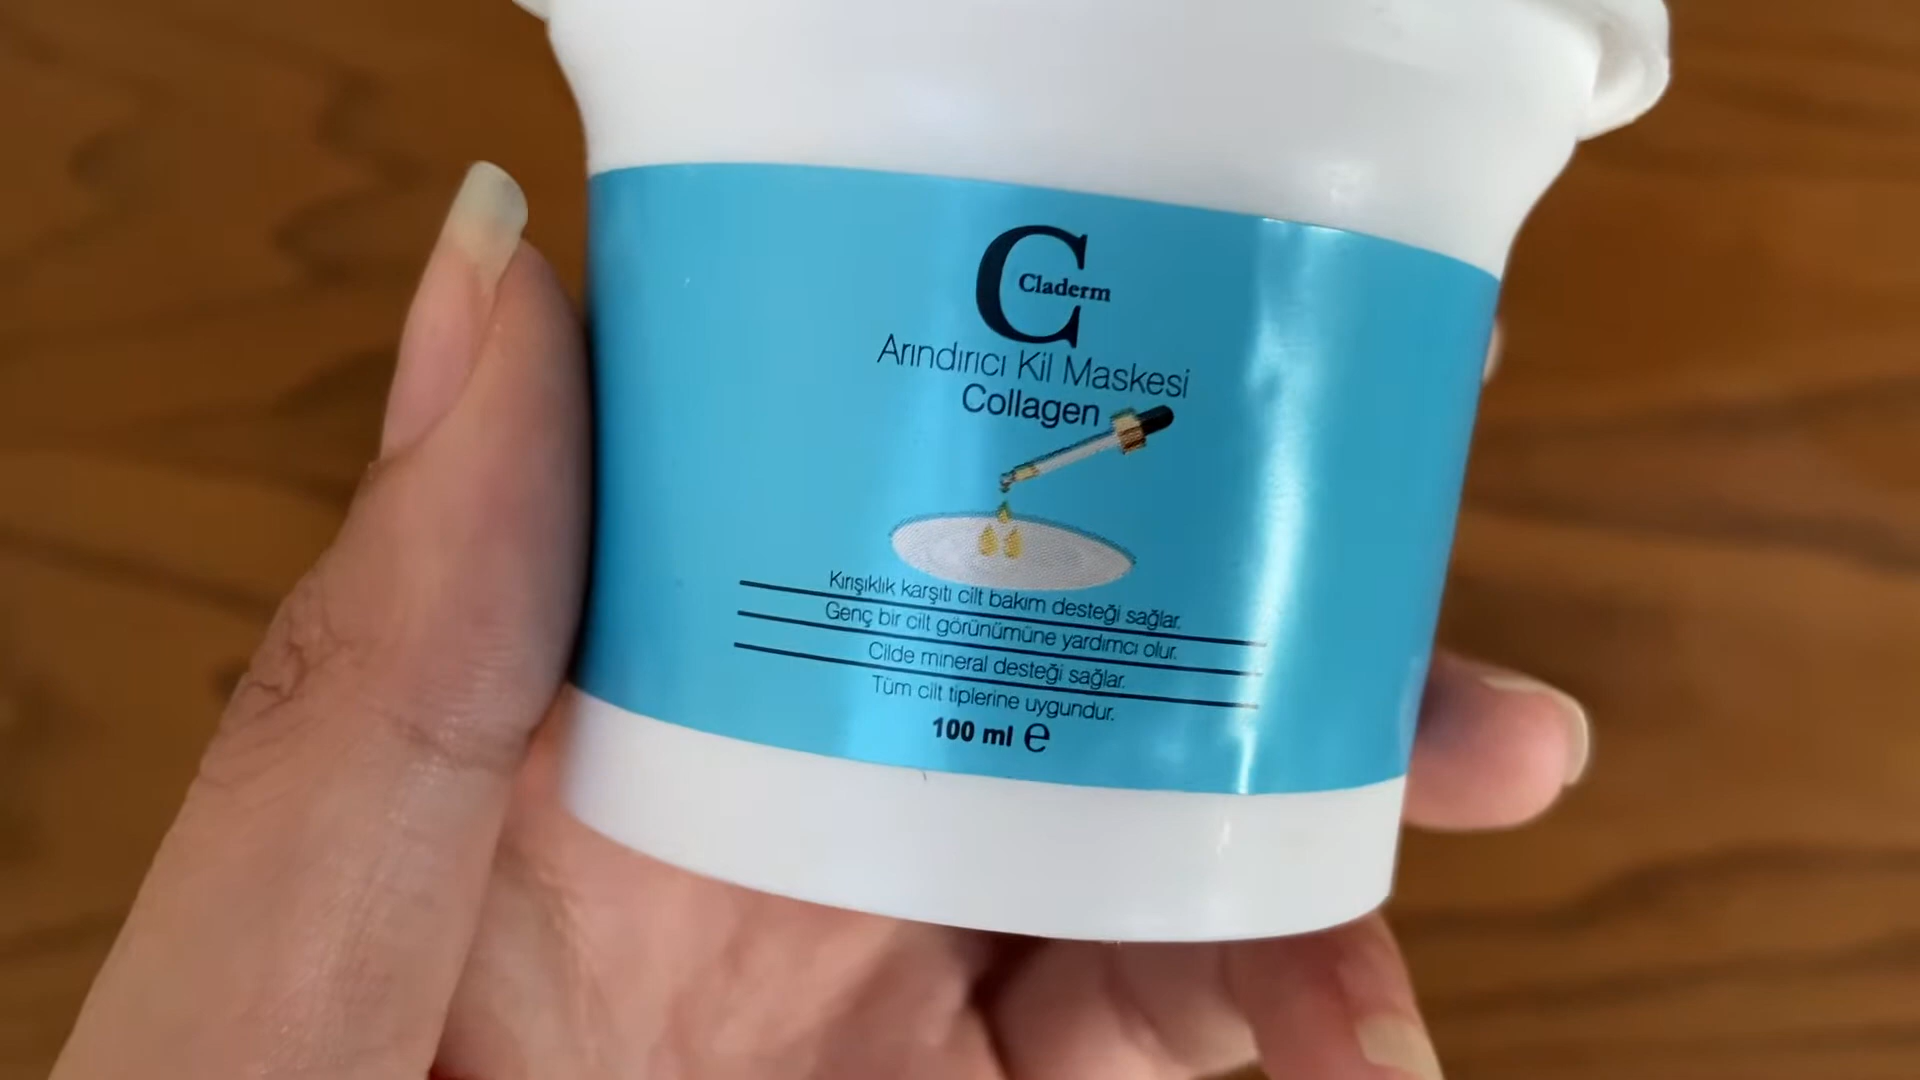 C
Claderm
Arındırıcı Kil Maskesi
Collagen
Kırışıklık karşıtı cilt bakım desteği sağlar.
Genç bir cilt görünümüne yardımcı olur.
Cilde mineral desteği sağlar.
Tüm cilt tiplerine uygundur.
100 ml ℮